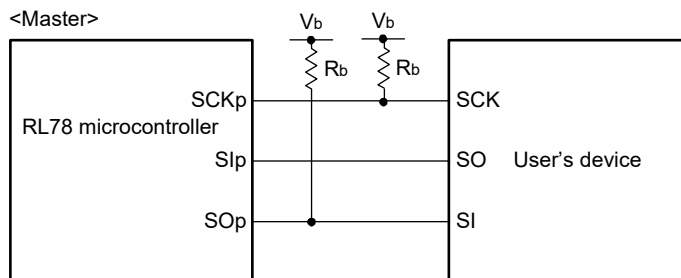 <Master>
Vb Vb
Rb Rb
SCKp SCK
RL78 microcontroller
SIp SO User's device
SOp SI